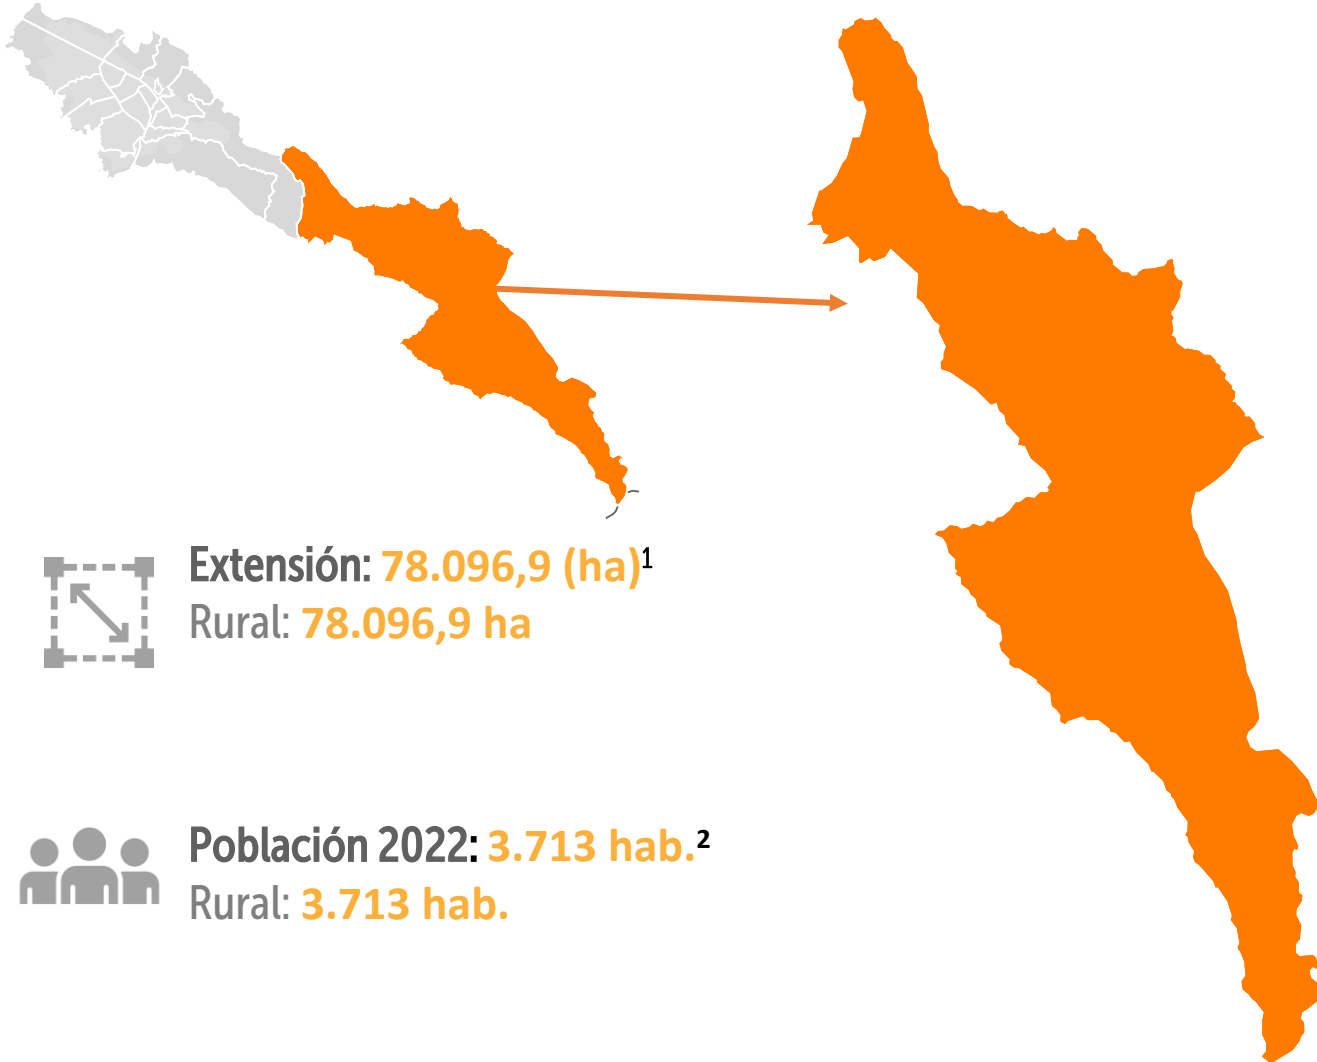 Extensión: 78.096,9 (ha)¹
Rural: 78.096,9 ha
Población 2022: 3.713 hab.²
Rural: 3.713 hab.